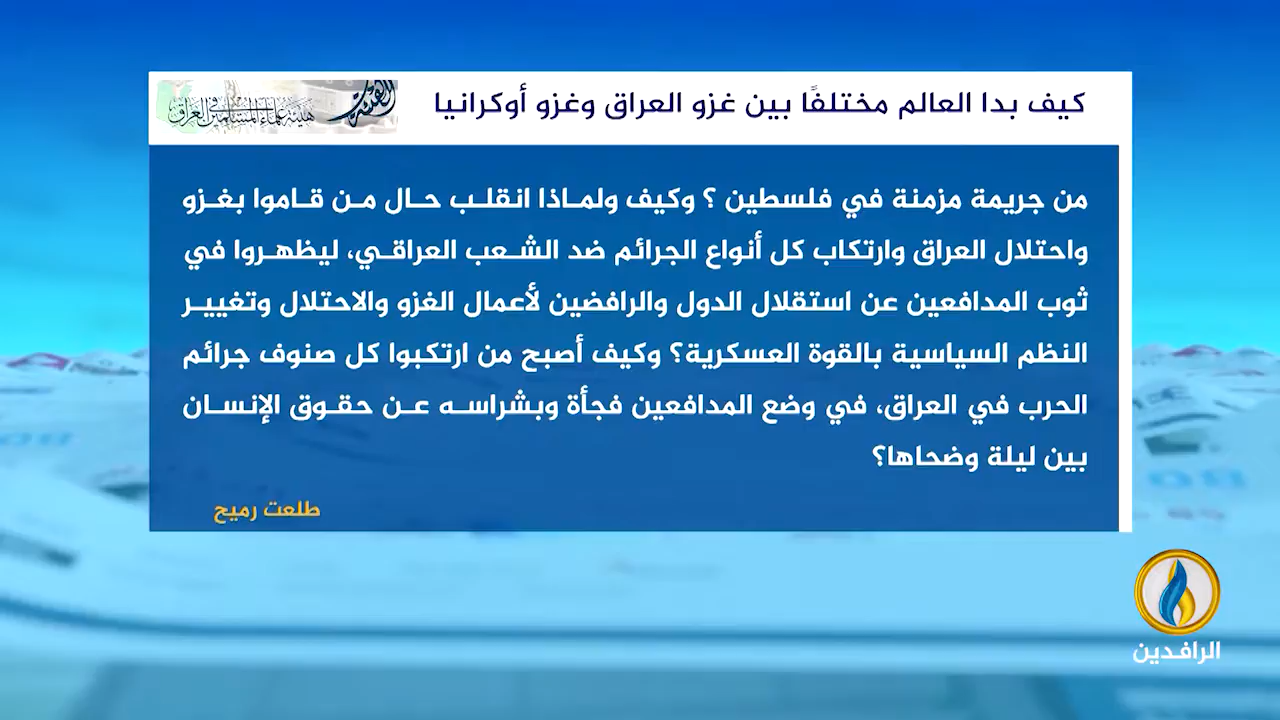 كيف بدا العالم مختلفًا بين غزو العراق وغزو أوكرانيا
هيئة علماء المسلمين في العراق
من جريمة مزمنة في فلسطين ؟ وكيف ولماذا انقلب حال من قاموا بغزو
واحتلال العراق وارتكاب كل أنواع الجرائم ضد الشعب العراقي، ليظهروا في
ثوب المدافعين عن استقلال الدول والرافضين لأعمال الغزو والاحتلال وتغيير
النظم السياسية بالقوة العسكرية؟ وكيف أصبح من ارتكبوا كل صنوف جرائم
الحرب في العراق، في وضع المدافعين فجأة وبشراسه عن حقوق الإنسان
بين ليلة وضحاها؟
طلعت رميح
الرافدين